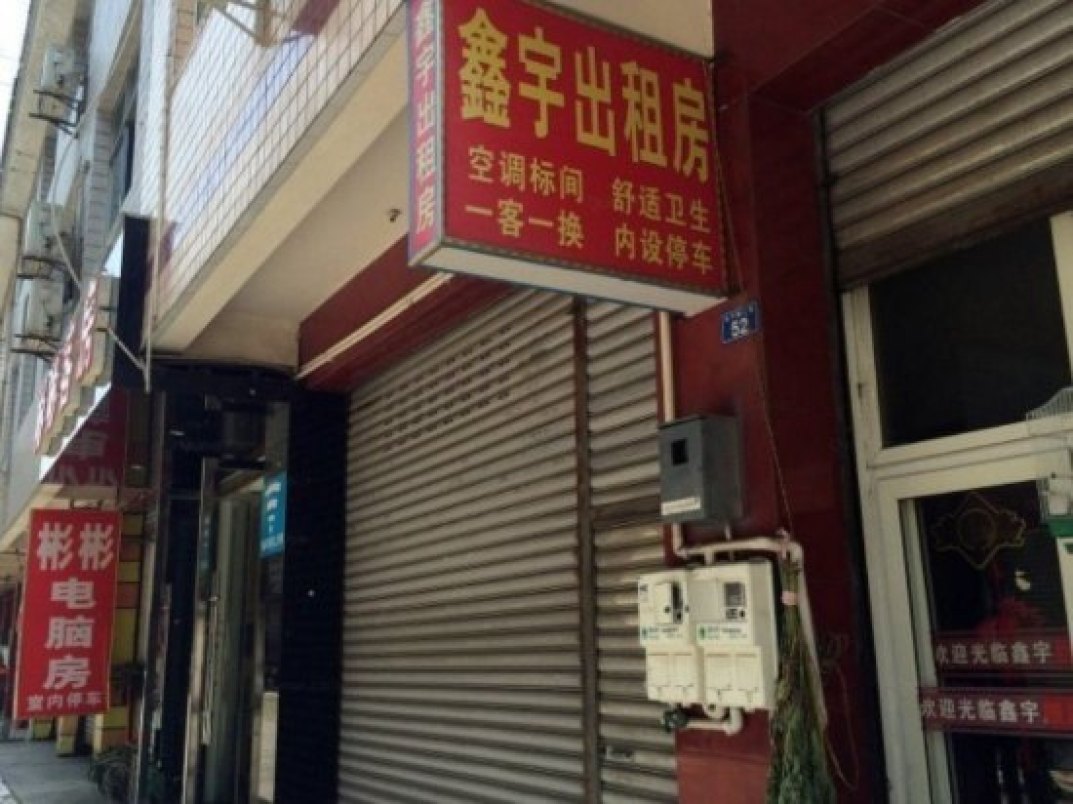 鑫宇出租房
鑫宇出租房
空调标间 舒适卫生
一客一换 内设停车
52
彬彬
电脑房
室内停车
欢迎光临鑫宇
欢迎光临鑫宇